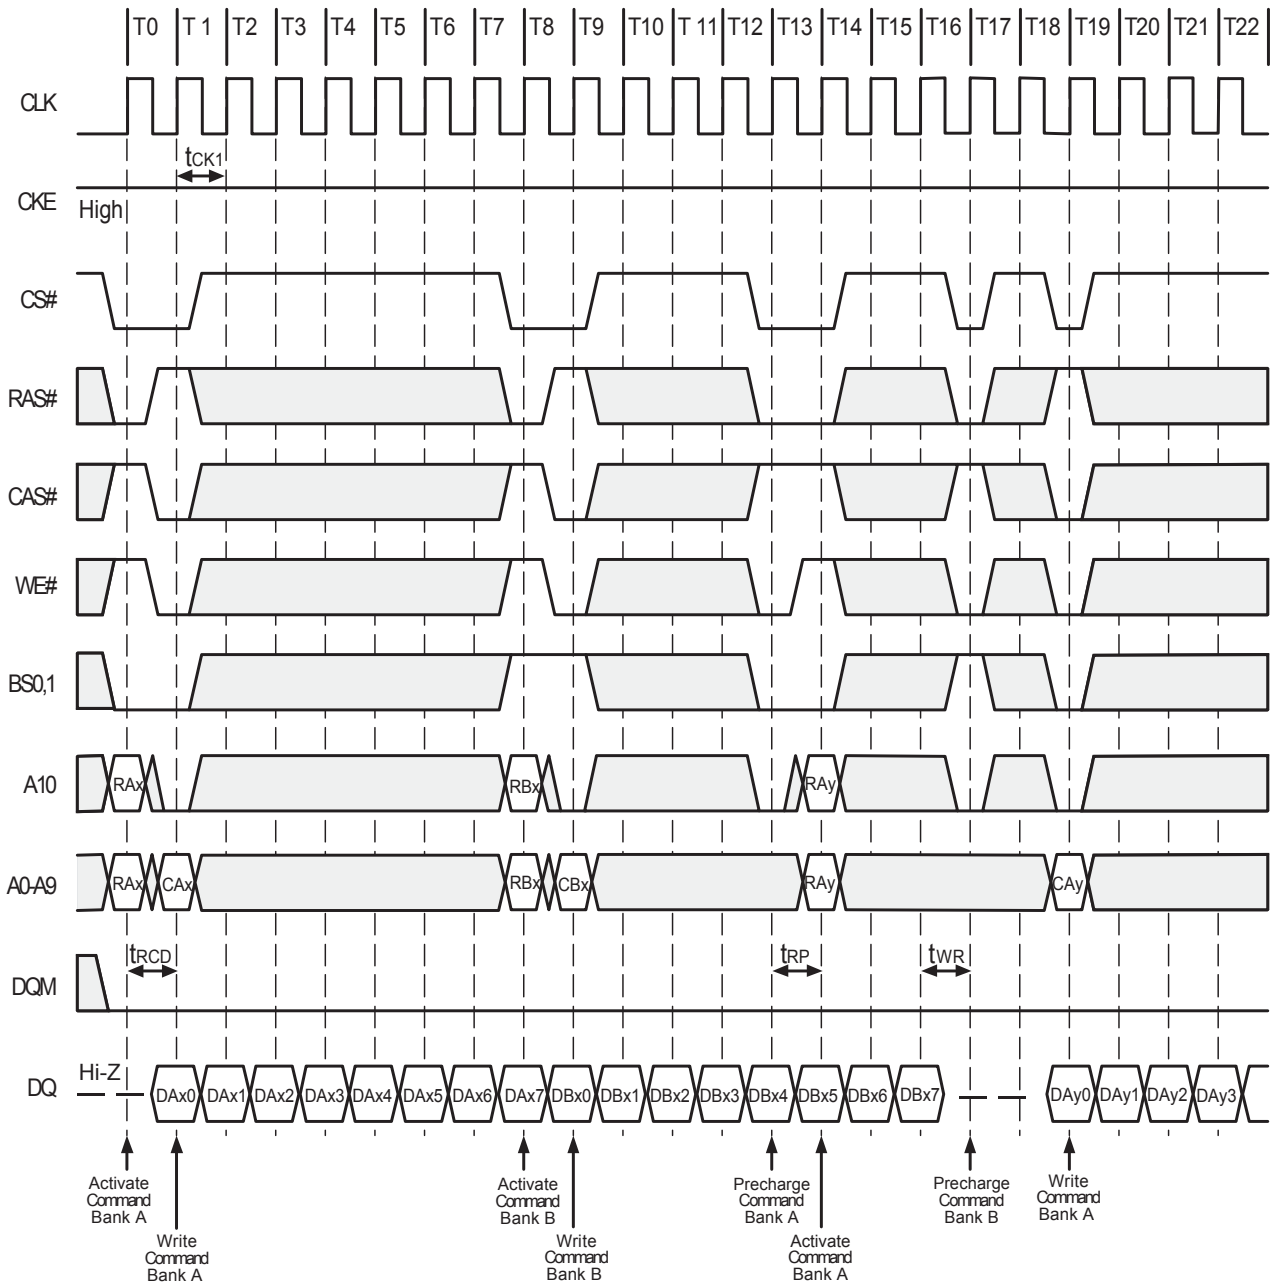 T0 T 1 T2 T3 T4 T5 T6 T7 T8 T9 T10 T 11 T12 T13 T14 T15 T16 T17 T18 T19 T20 T21 T22
CLK
tCK1
CKE
High
CS#
RAS#
CAS#
WE#
BS0,1
A10 RAx RBx RAy
A0-A9 RAx CAx RBx CBx RAy CAy
tRCD tRP tWR
DQM
Hi-Z
DQ DAx0 DAx1 DAx2 DAx3 DAx4 DAx5 DAx6 DAx7 DBx0 DBx1 DBx2 DBx3 DBx4 DBx5 DBx6 DBx7 DAy0 DAy1 DAy2 DAy3
Activate
Command
Bank A
Write
Command
Bank A
Activate
Command
Bank B
Write
Command
Bank B
Precharge
Command
Bank A
Activate
Command
Bank A
Precharge
Command
Bank B
Write
Command
Bank A